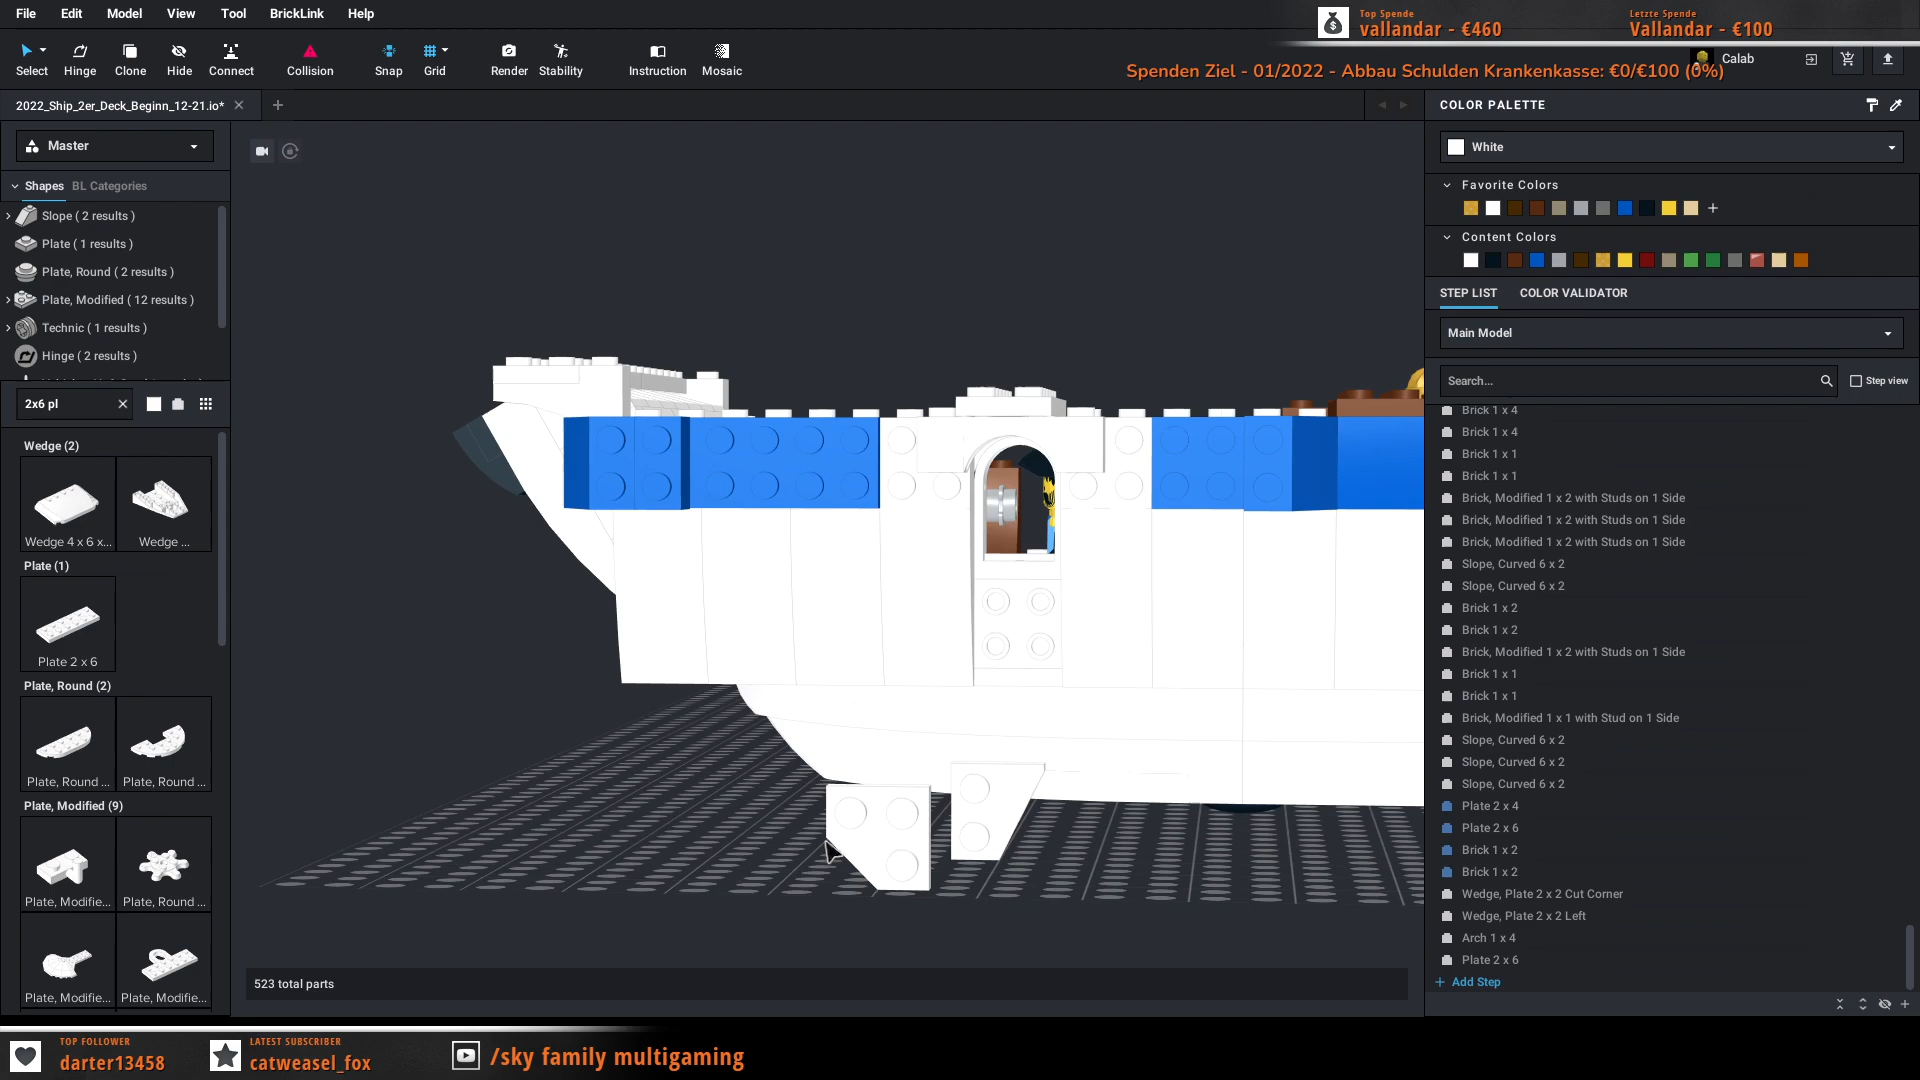 File Edit Model View Tool BrickLink Help
Top Spende
vallandar - €460
Letzte Spende
Vallandar - €100
Select Hinge Clone Hide Connect Collision Snap Grid Render Stability Instruction Mosaic
Spenden Ziel - 01/2022 - Abbau Schulden Krankenkasse: €0/€100 (0%)
Calab
2022_Ship_2er_Deck_Beginn_12-21.io*
COLOR PALETTE
Master
White
Shapes BL Categories
Favorite Colors
Slope ( 2 results )
Plate ( 1 results )
Plate, Round ( 2 results )
Plate, Modified ( 12 results )
Technic ( 1 results )
Hinge ( 2 results )
Content Colors
STEP LIST COLOR VALIDATOR
Main Model
Search...
Step view
2x6 pl
Wedge (2)
Wedge 4 x 6 x...
Wedge ...
Plate (1)
Plate 2 x 6
Plate, Round (2)
Plate, Round ...
Plate, Round ...
Plate, Modified (9)
Plate, Modifie...
Plate, Round ...
Plate, Modifie...
Plate, Modifie...
Brick 1 x 4
Brick 1 x 4
Brick 1 x 1
Brick 1 x 1
Brick, Modified 1 x 2 with Studs on 1 Side
Brick, Modified 1 x 2 with Studs on 1 Side
Brick, Modified 1 x 2 with Studs on 1 Side
Slope, Curved 6 x 2
Slope, Curved 6 x 2
Brick 1 x 2
Brick 1 x 2
Brick, Modified 1 x 2 with Studs on 1 Side
Brick 1 x 1
Brick 1 x 1
Brick, Modified 1 x 1 with Stud on 1 Side
Slope, Curved 6 x 2
Slope, Curved 6 x 2
Slope, Curved 6 x 2
Plate 2 x 4
Plate 2 x 6
Brick 1 x 2
Brick 1 x 2
Wedge, Plate 2 x 2 Cut Corner
Wedge, Plate 2 x 2 Left
Arch 1 x 4
Plate 2 x 6
Add Step
523 total parts
TOP FOLLOWER
darter13458
LATEST SUBSCRIBER
catweasel_fox
/sky family multigaming